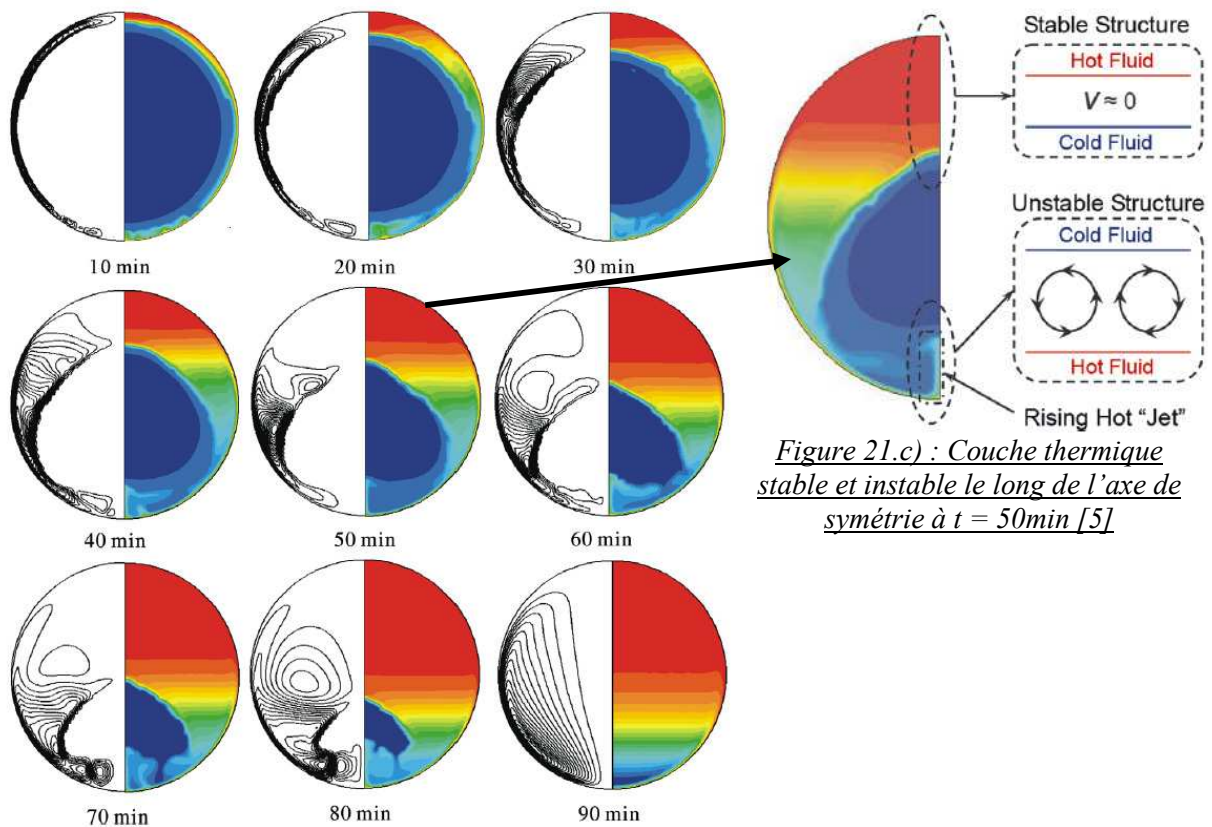 10 min
20 min
30 min
40 min
50 min
60 min
70 min
80 min
90 min
Stable Structure
Hot Fluid
V ≈ 0
Cold Fluid
Unstable Structure
Cold Fluid
Hot Fluid
Rising Hot “Jet”
Figure 21.c) : Couche thermique
stable et instable le long de l’axe de
symétrie à t = 50min [5]